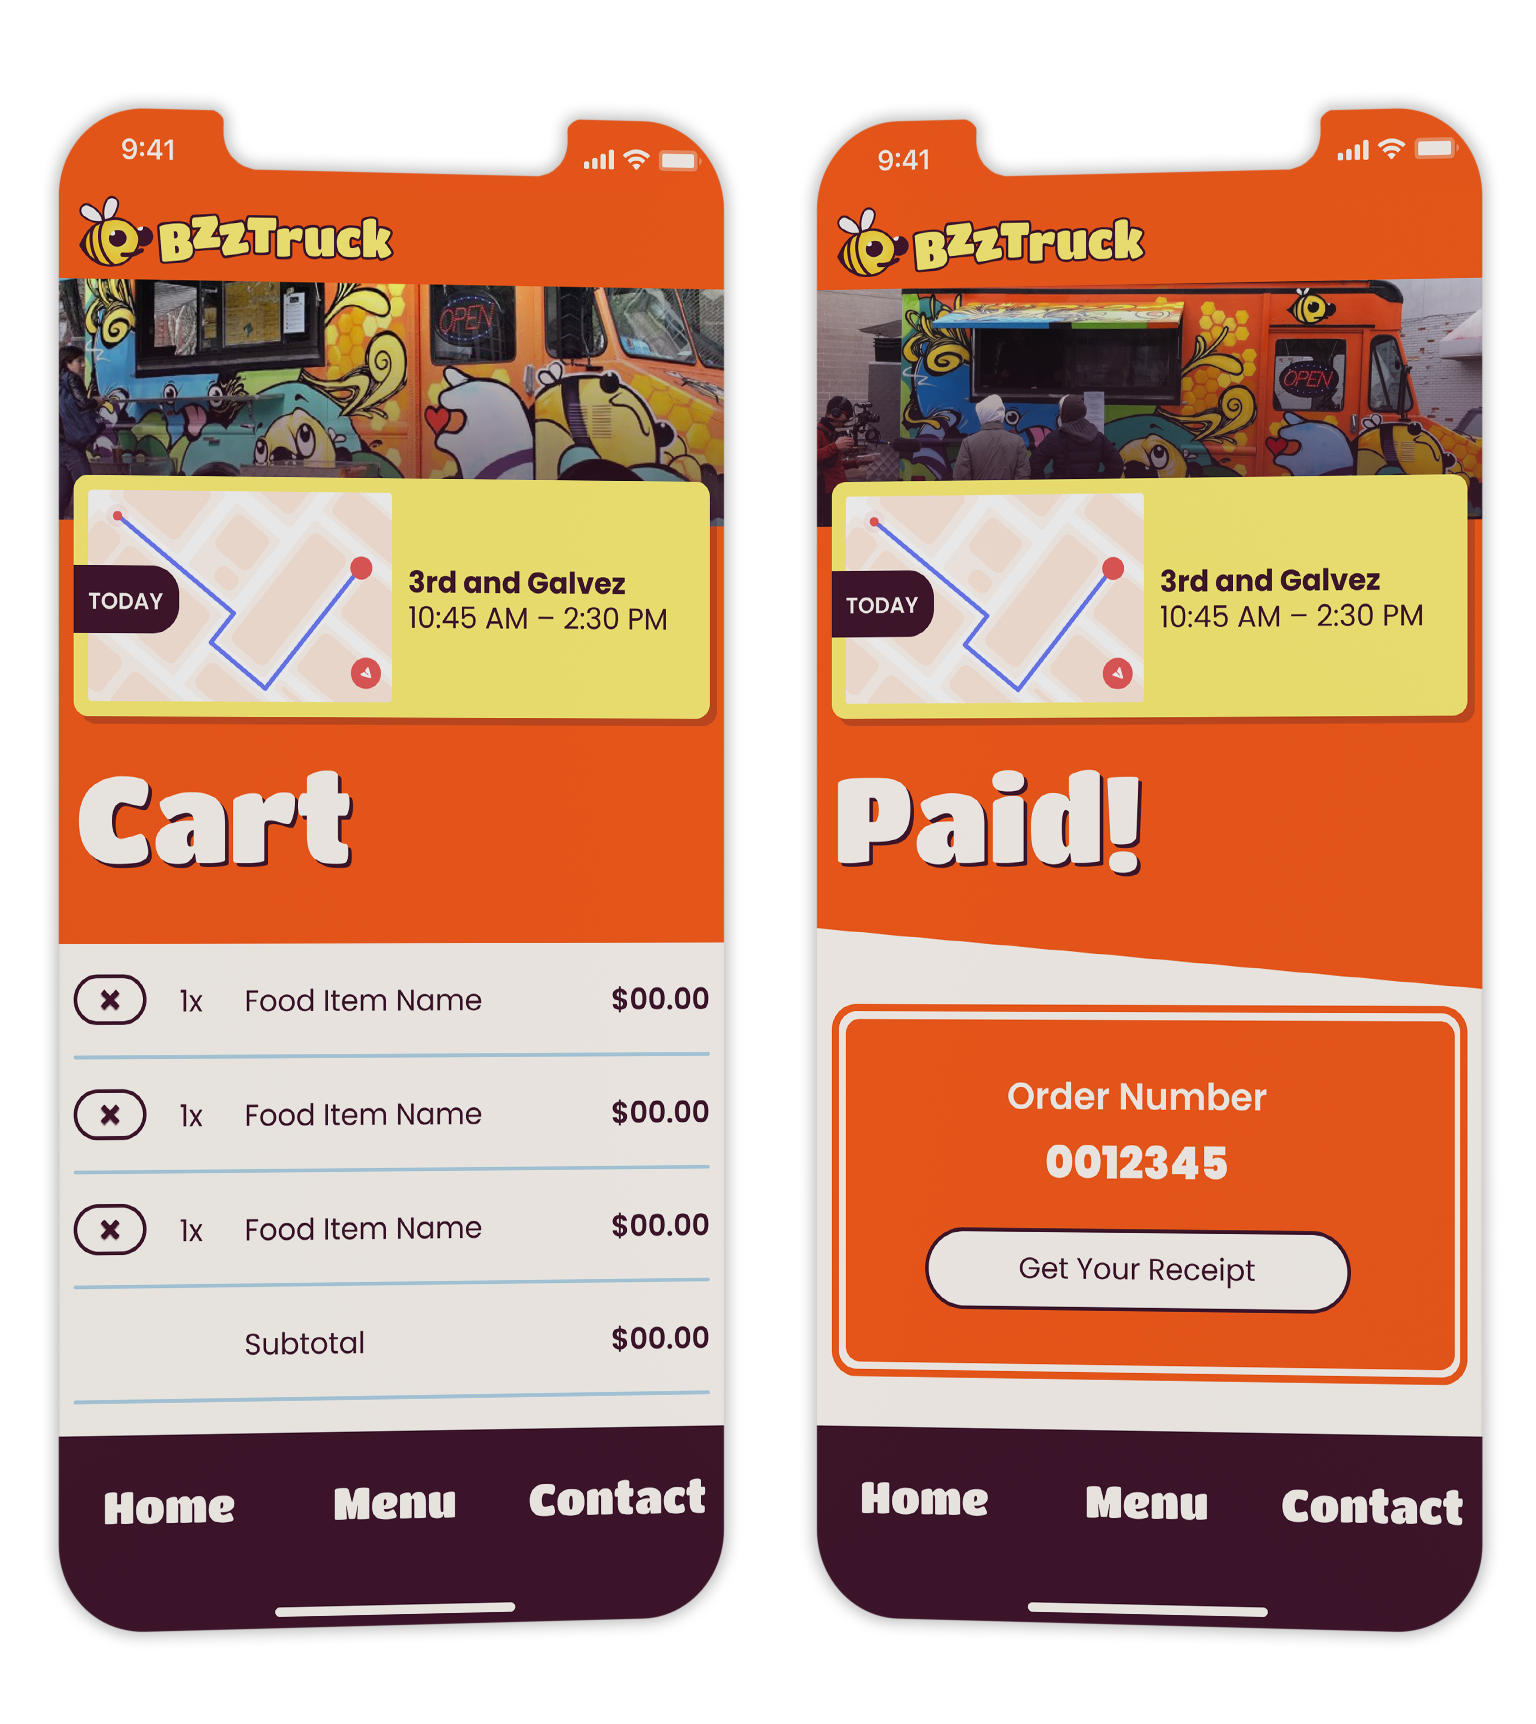 9:41
BzzTruck
OPEN
TODAY
3rd and Galvez
10:45 AM – 2:30 PM
Cart
1x Food Item Name $00.00
1x Food Item Name $00.00
1x Food Item Name $00.00
Subtotal $00.00
Home Menu Contact
9:41
BzzTruck
OPEN
TODAY
3rd and Galvez
10:45 AM – 2:30 PM
Paid!
Order Number
0012345
Get Your Receipt
Home Menu Contact